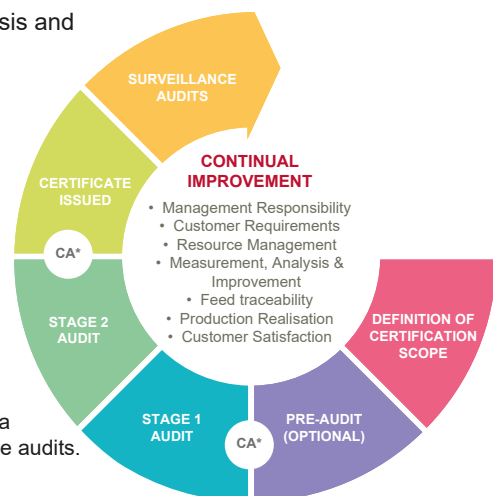 sis and
SURVEILLANCE
AUDITS
CERTIFICATE
ISSUED
CA*
STAGE 2
AUDIT
STAGE 1
AUDIT
CA*
PRE-AUDIT
(OPTIONAL)
DEFINITION OF
CERTIFICATION
SCOPE
CONTINUAL
IMPROVEMENT
• Management Responsibility
• Customer Requirements
• Resource Management
• Measurement, Analysis &
Improvement
• Feed traceability
• Production Realisation
• Customer Satisfaction
a
e audits.